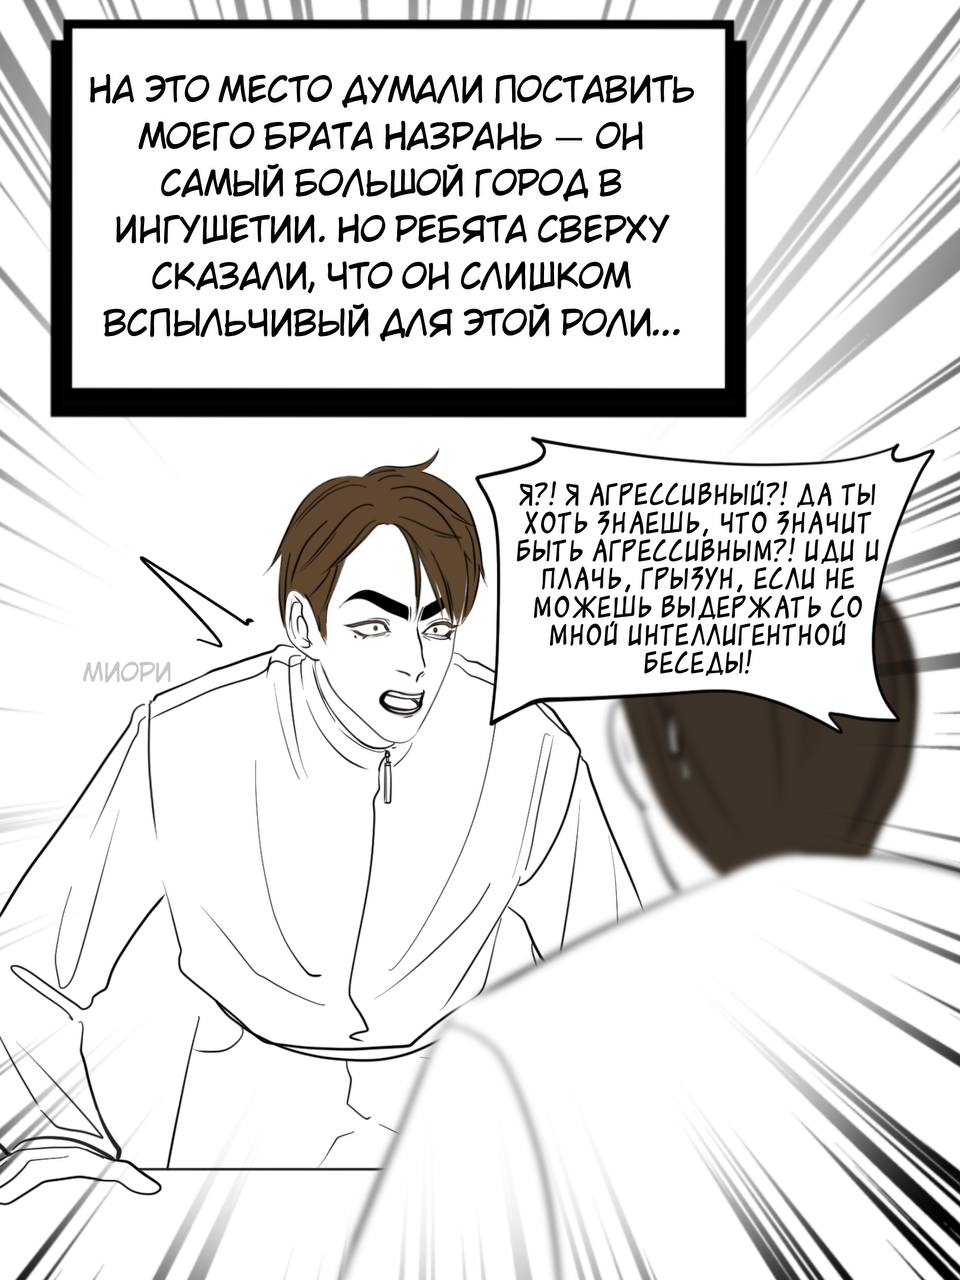 НА ЭТО МЕСТО ДУМАЛИ ПОСТАВИТЬ
МОЕГО БРАТА НАЗРАНЬ – ОН
САМЫЙ БОЛЬШОЙ ГОРОД В
ИНГУШЕТИИ. НО РЕБЯТА СВЕРХУ
СКАЗАЛИ, ЧТО ОН СЛИШКОМ
ВСПЫЛЬЧИВЫЙ ДЛЯ ЭТОЙ РОЛИ...
Я?! Я АГРЕССИВНЫЙ?! ДА ТЫ
ХОТЬ ЗНАЕШЬ, ЧТО ЗНАЧИТ
БЫТЬ АГРЕССИВНЫМ?! ИДИ И
ПЛАЧЬ, ГРЫЗУН, ЕСЛИ НЕ
МОЖЕШЬ ВЫДЕРЖАТЬ СО
МНОЙ ИНТЕЛЛИГЕНТНОЙ
БЕСЕДЫ!
МИОРИ